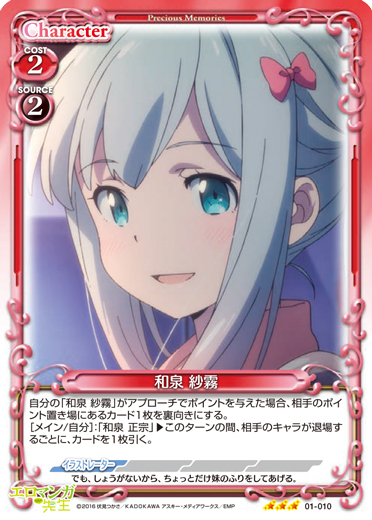 Precious Memories
Character
COST
2
SOURCE
2
和泉 紗霧
自分の「和泉 紗霧」がアプローチでポイントを与えた場合、相手のポイ
ント置き場にあるカード1枚を裏向きにする。
[メイン/自分]:「和泉 正宗」▶このターンの間、相手のキャラが退場す
るごとに、カードを1枚引く。
イラストレーター
でも、しょうがないから、ちょっとだけ妹のふりをしてあげる。
エロマンガ
先生
01-010
©2016 伏見つかさ/KADOKAWA アスキー・メディアワークス/EMP